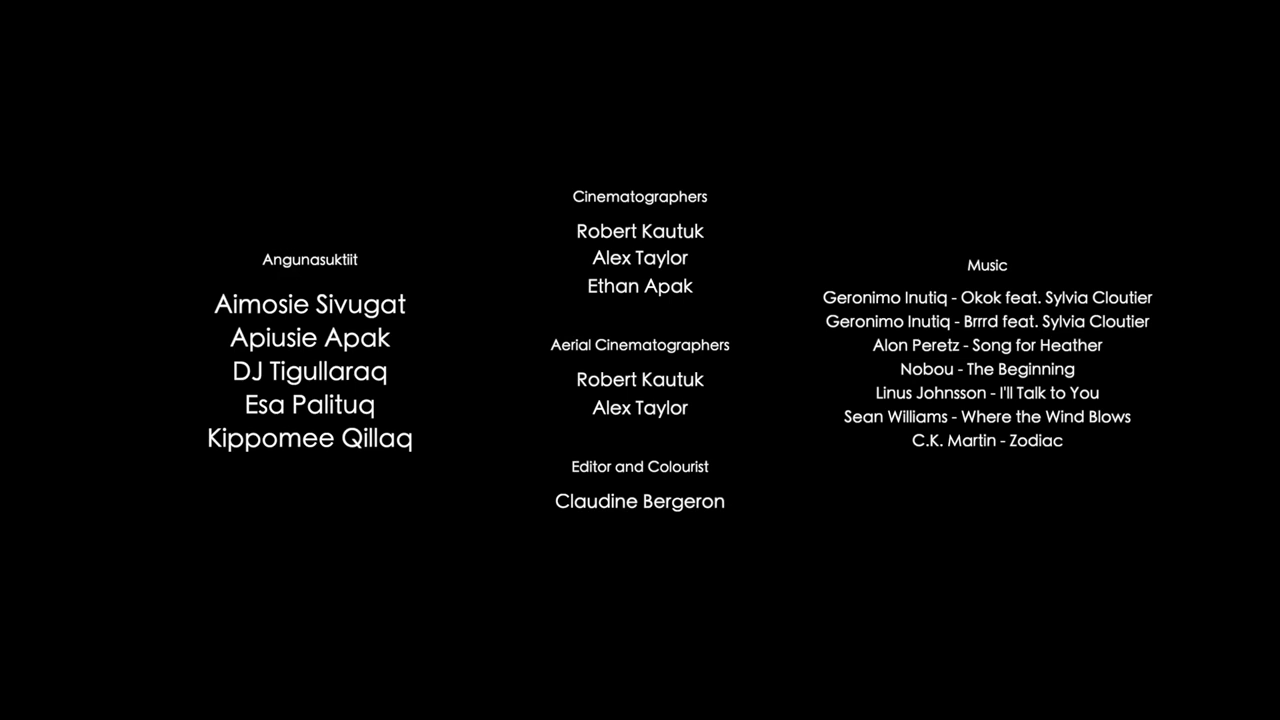 Angunasuktiit
Aimosie Sivugat
Apiusie Apak
DJ Tigullaraq
Esa Palituq
Kippomee Qillaq
Cinematographers
Robert Kautuk
Alex Taylor
Ethan Apak
Aerial Cinematographers
Robert Kautuk
Alex Taylor
Editor and Colourist
Claudine Bergeron
Music
Geronimo Inutiq - Okok feat. Sylvia Cloutier
Geronimo Inutiq - Brrrd feat. Sylvia Cloutier
Alon Peretz - Song for Heather
Nobou - The Beginning
Linus Johnsson - I'll Talk to You
Sean Williams - Where the Wind Blows
C.K. Martin - Zodiac